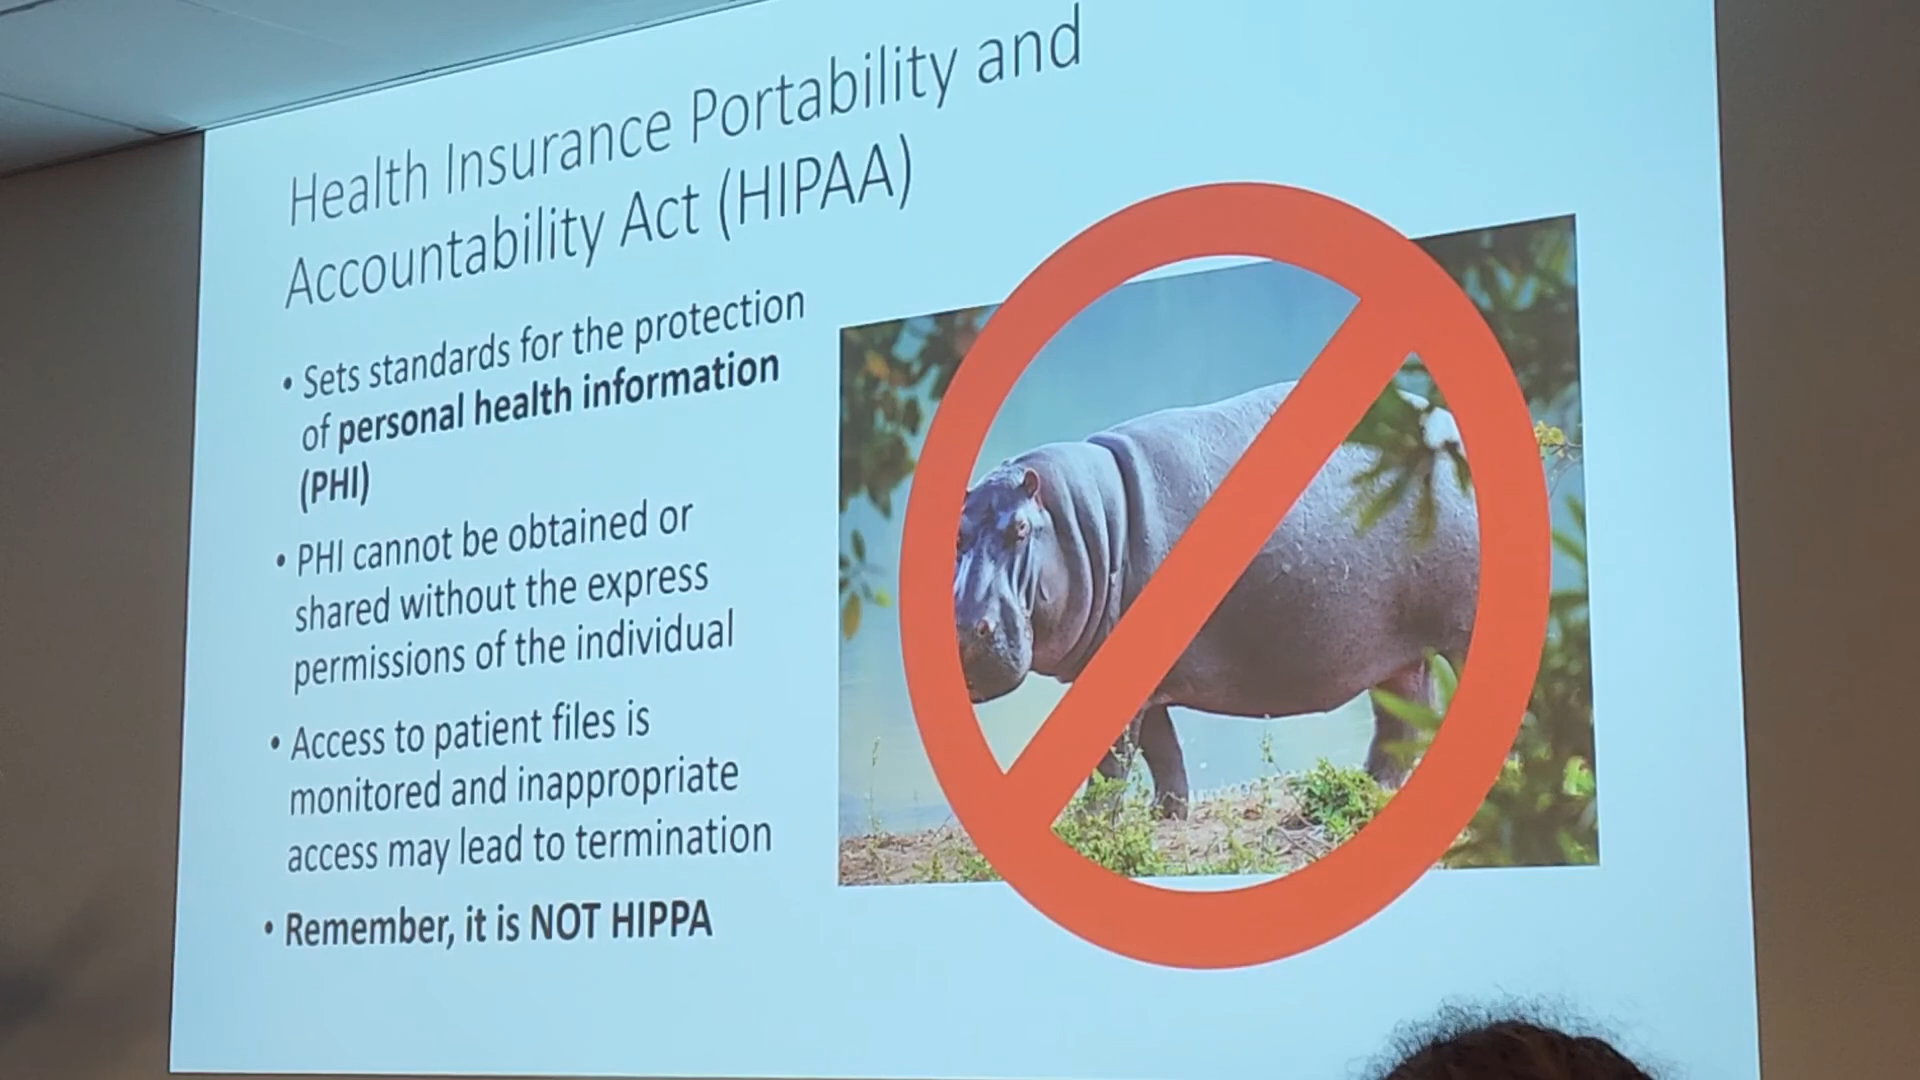 Health Insurance Portability and
Accountability Act (HIPAA)
• Sets standards for the protection
of personal health information
(PHI)
• PHI cannot be obtained or
shared without the express
permissions of the individual
• Access to patient files is
monitored and inappropriate
access may lead to termination
• Remember, it is NOT HIPPA